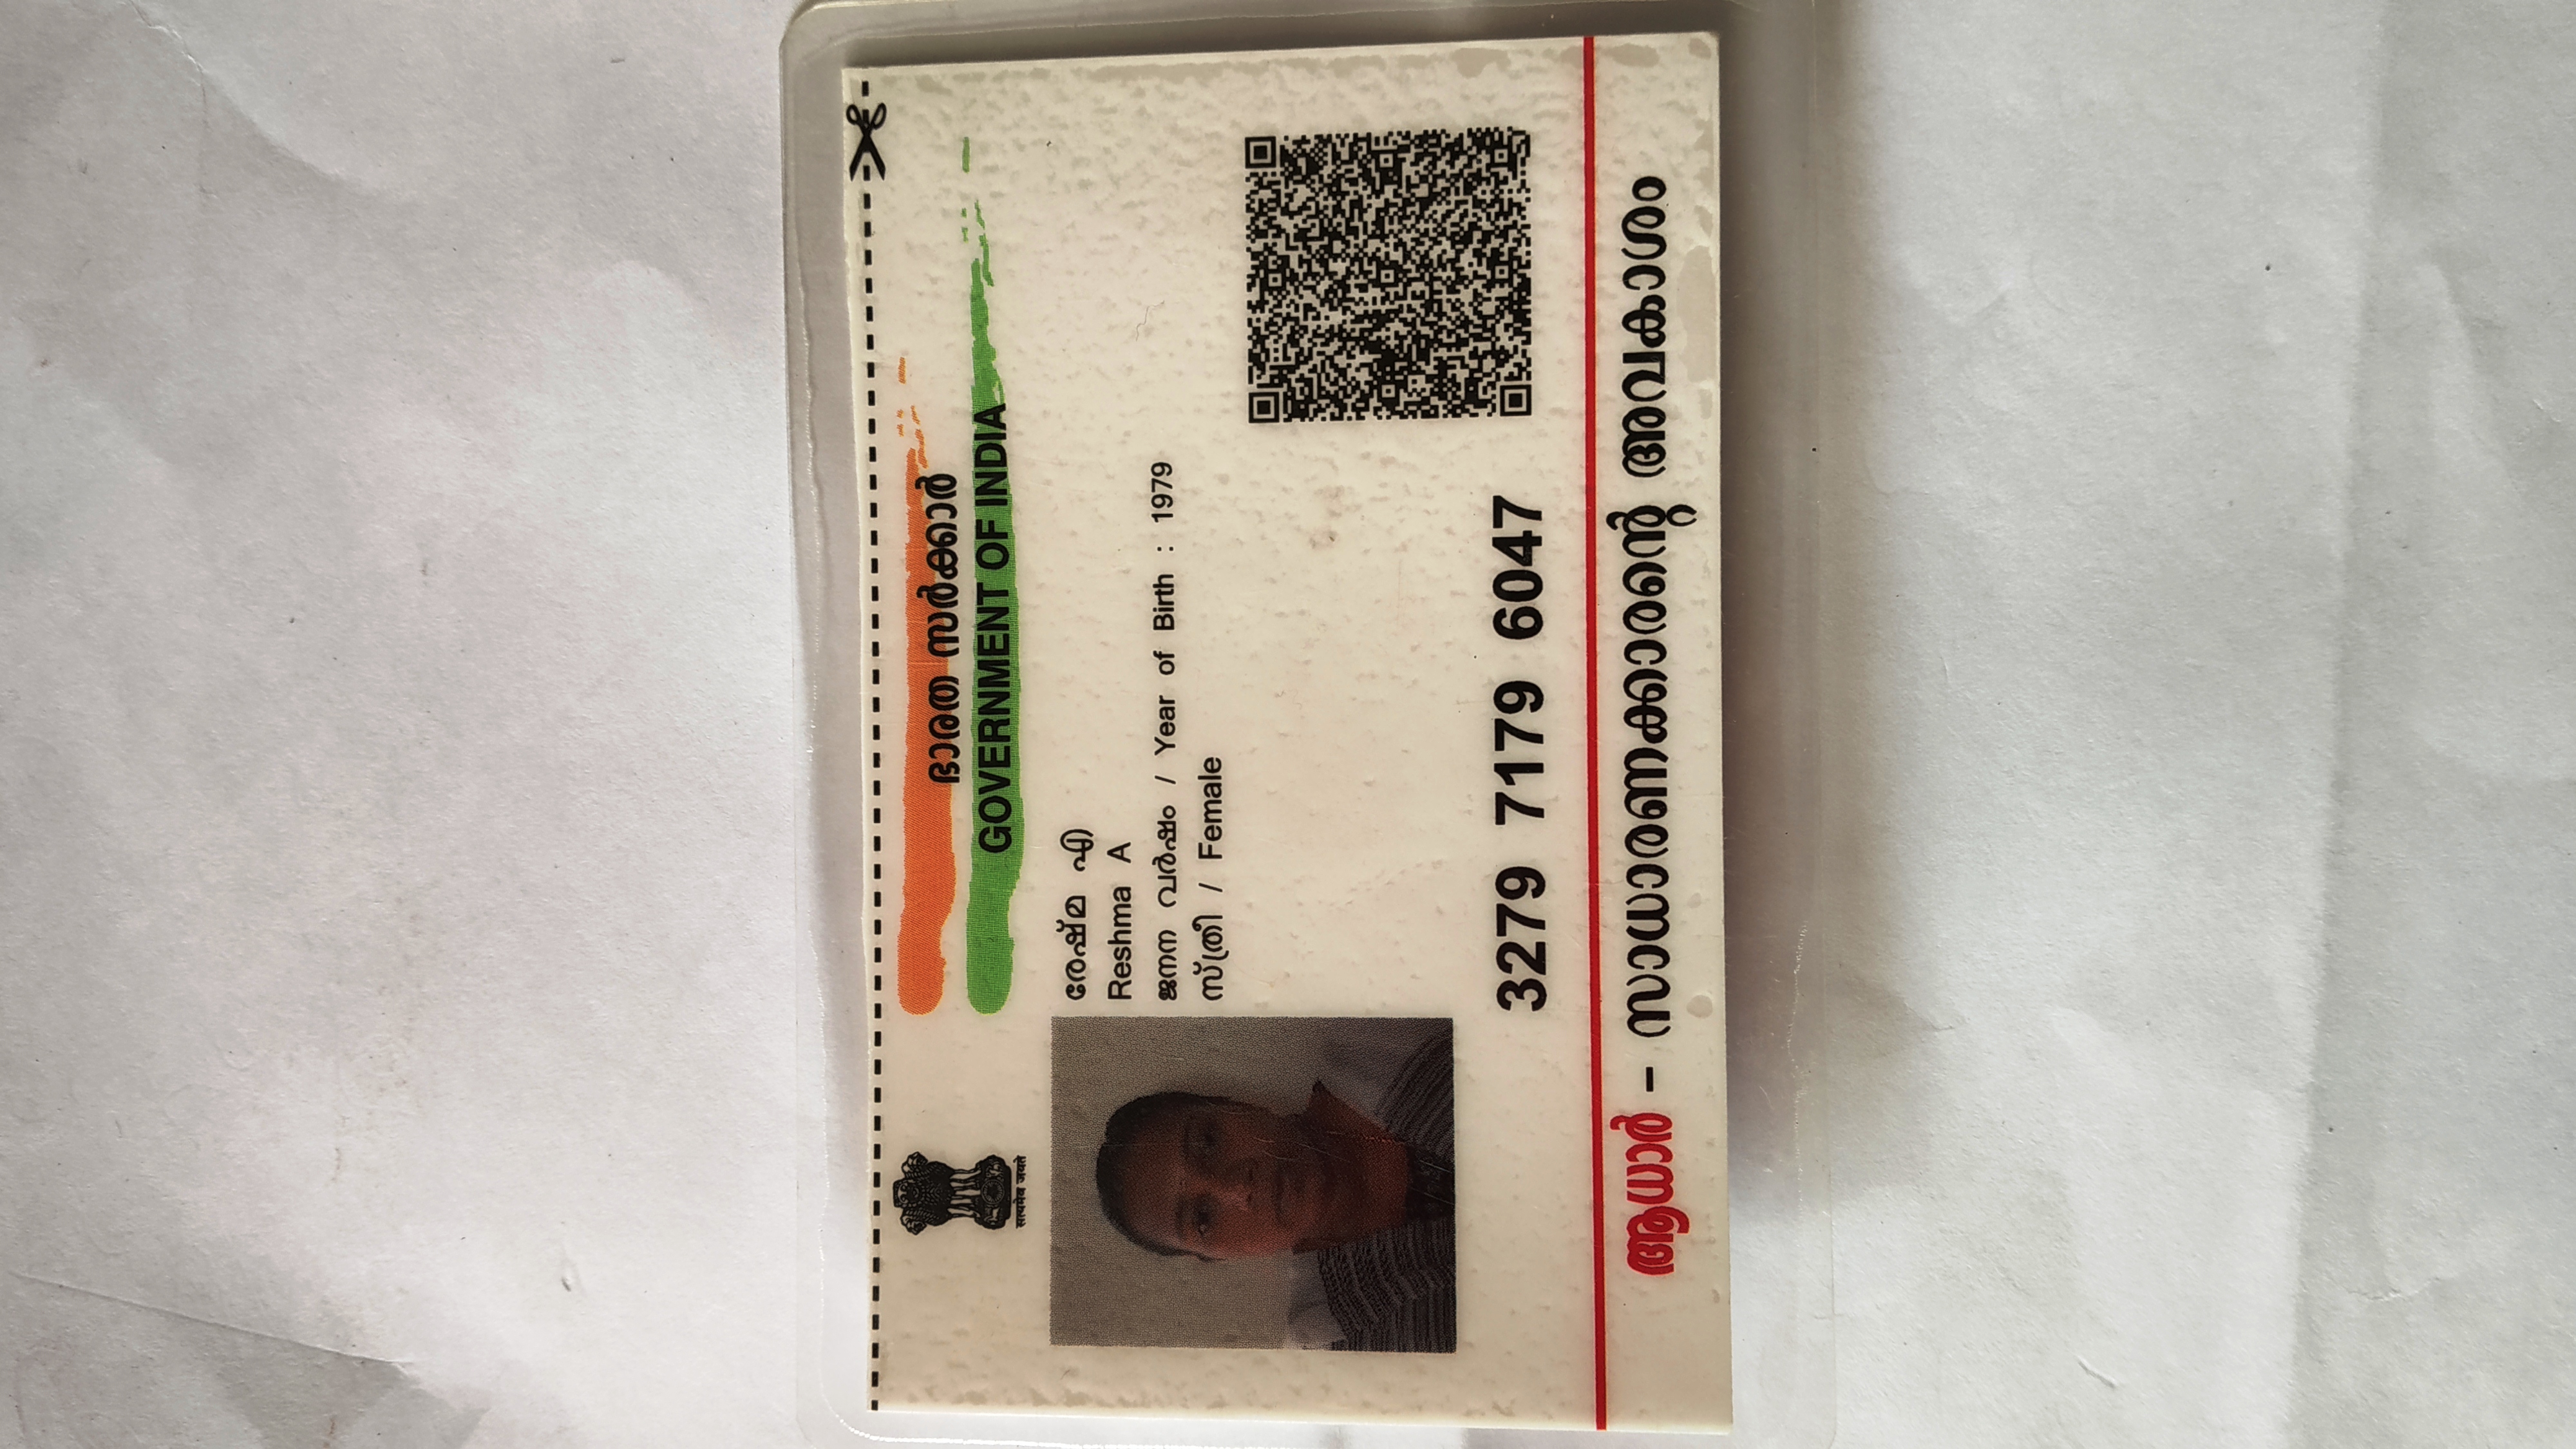 ഭാരത സർക്കാർ
GOVERNMENT OF INDIA
सत्यमेव जयते
രേഷ്മ എ
Reshma A
ജനന വർഷം / Year of Birth : 1979
സ്ത്രീ / Female
3279 7179 6047
ആധാർ - സാധാരണക്കാരന്റെ അവകാശം